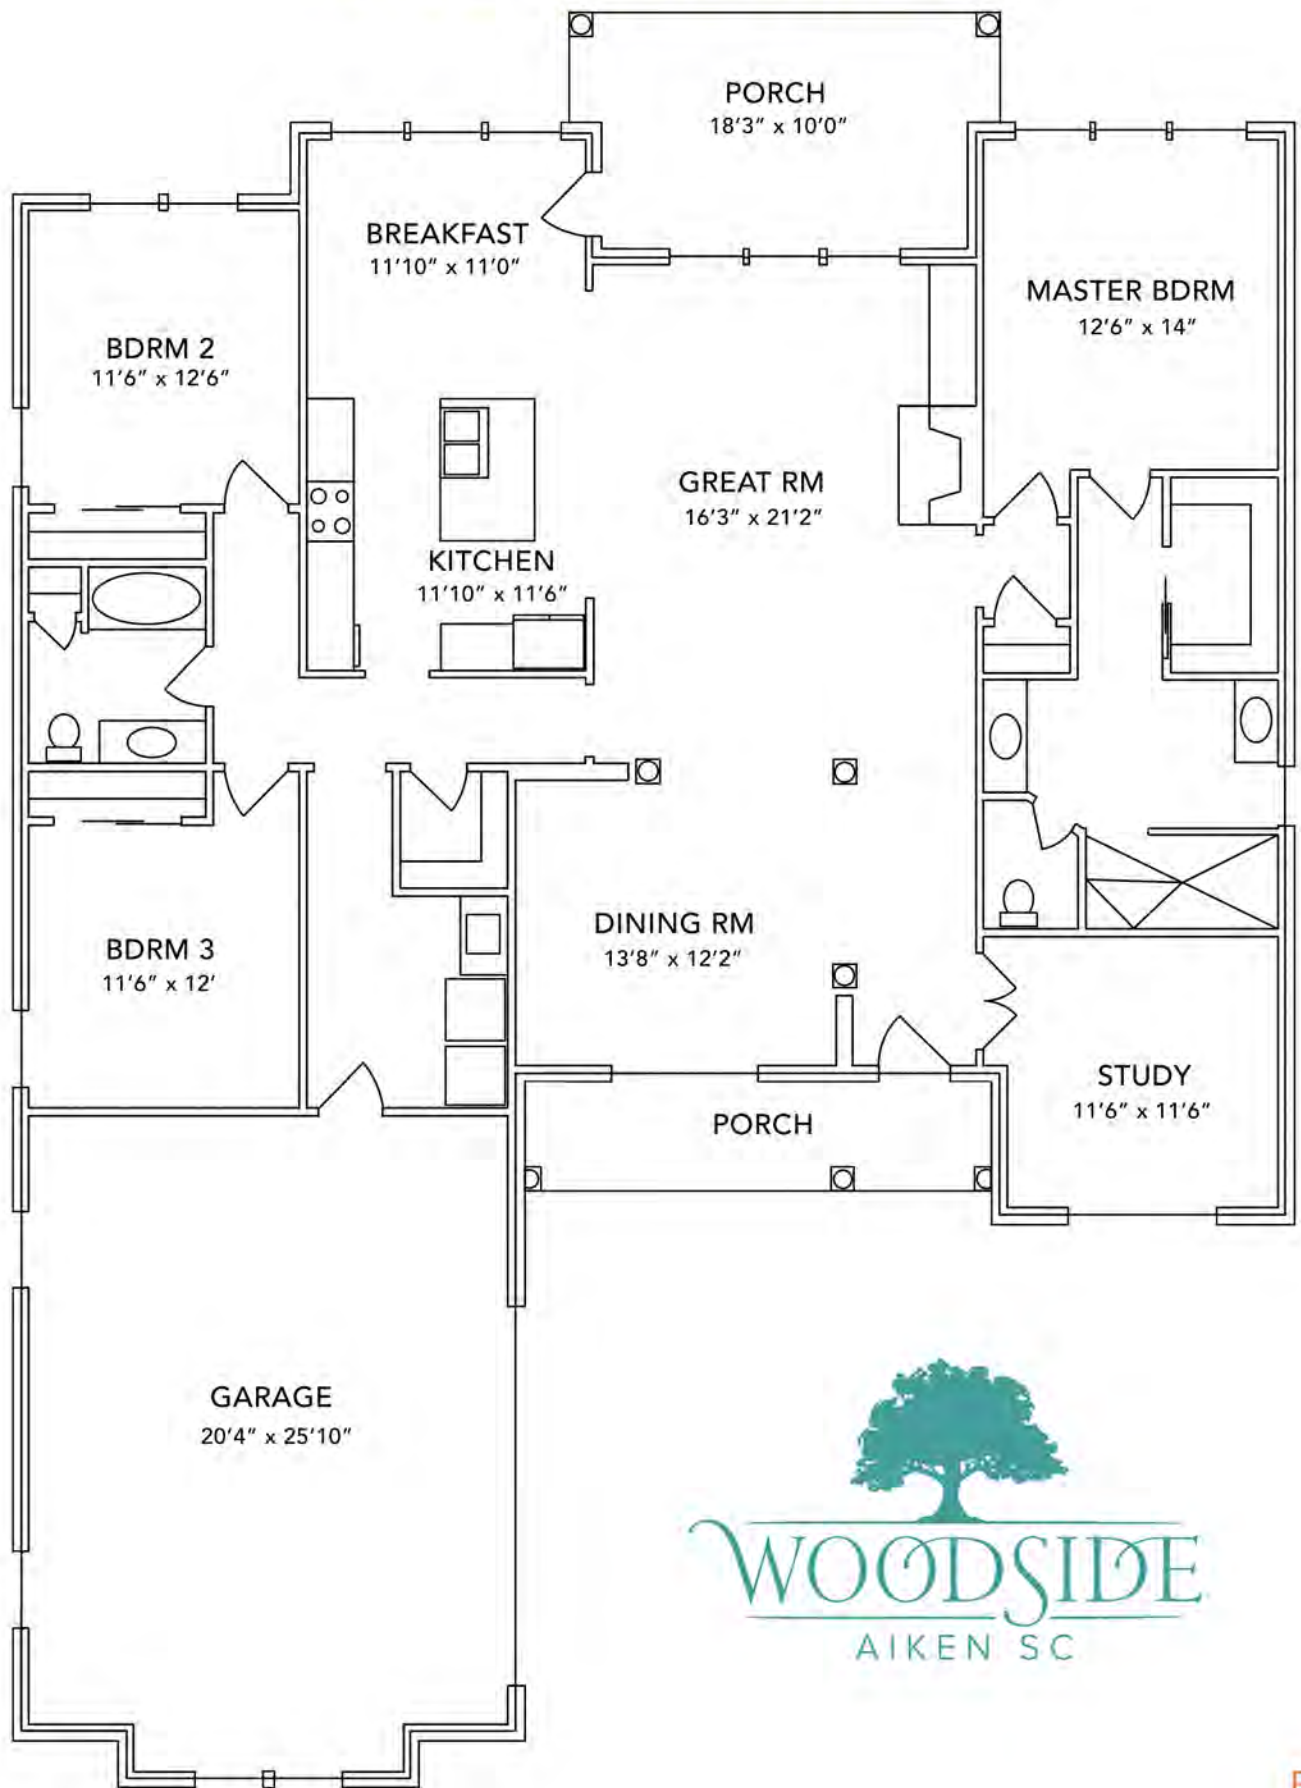 PORCH
18'3" x 10'0"
BREAKFAST
11'10" x 11'0"
MASTER BDRM
12'6" x 14"
BDRM 2
11'6" x 12'6"
GREAT RM
16'3" x 21'2"
KITCHEN
11'10" x 11'6"
DINING RM
13'8" x 12'2"
BDRM 3
11'6" x 12'
STUDY
11'6" x 11'6"
PORCH
GARAGE
20'4" x 25'10"
WOODSIDE
AIKEN SC